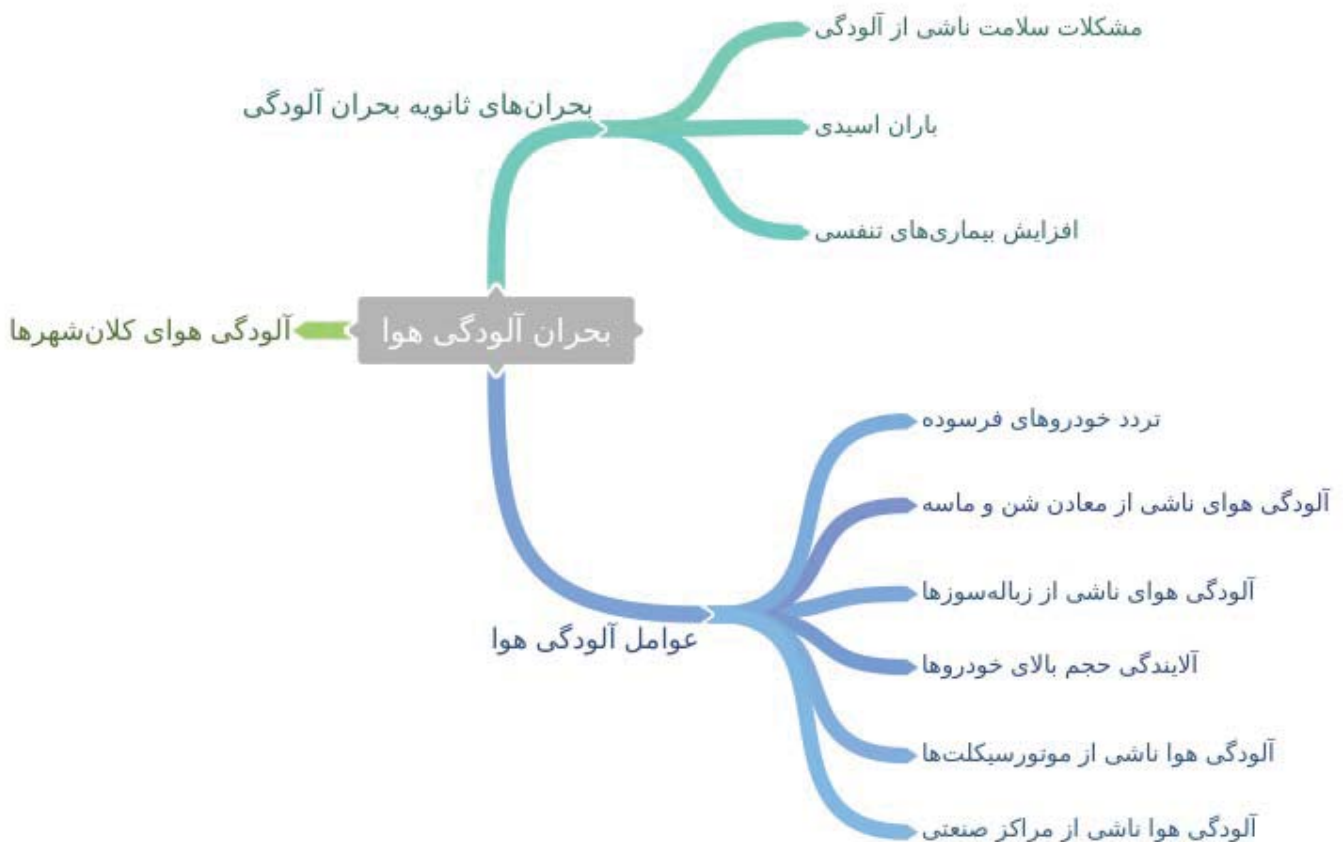 مشکلات سلامت ناشی از آلودگی
بحران‌های ثانویه بحران آلودگی
باران اسیدی
افزایش بیماری‌های تنفسی
بحران آلودگی هوا
آلودگی هوای کلان‌شهرها
تردد خودروهای فرسوده
آلودگی هوای ناشی از معادن شن و ماسه
آلودگی هوای ناشی از زباله‌سوزها
عوامل آلودگی هوا
آلایندگی حجم بالای خودروها
آلودگی هوا ناشی از موتورسیکلت‌ها
آلودگی هوا ناشی از مراکز صنعتی